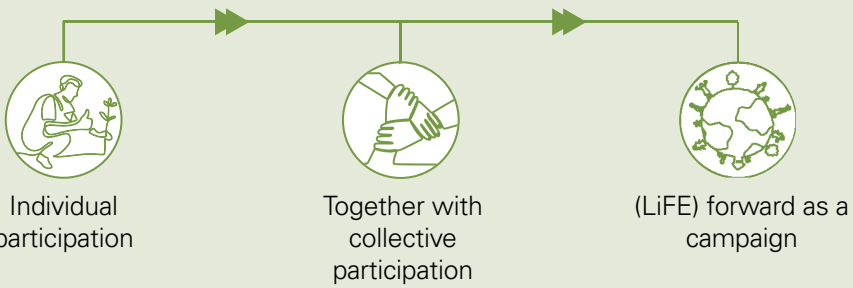 Individual
participation
Together with
collective
participation
(LiFE) forward as a
campaign